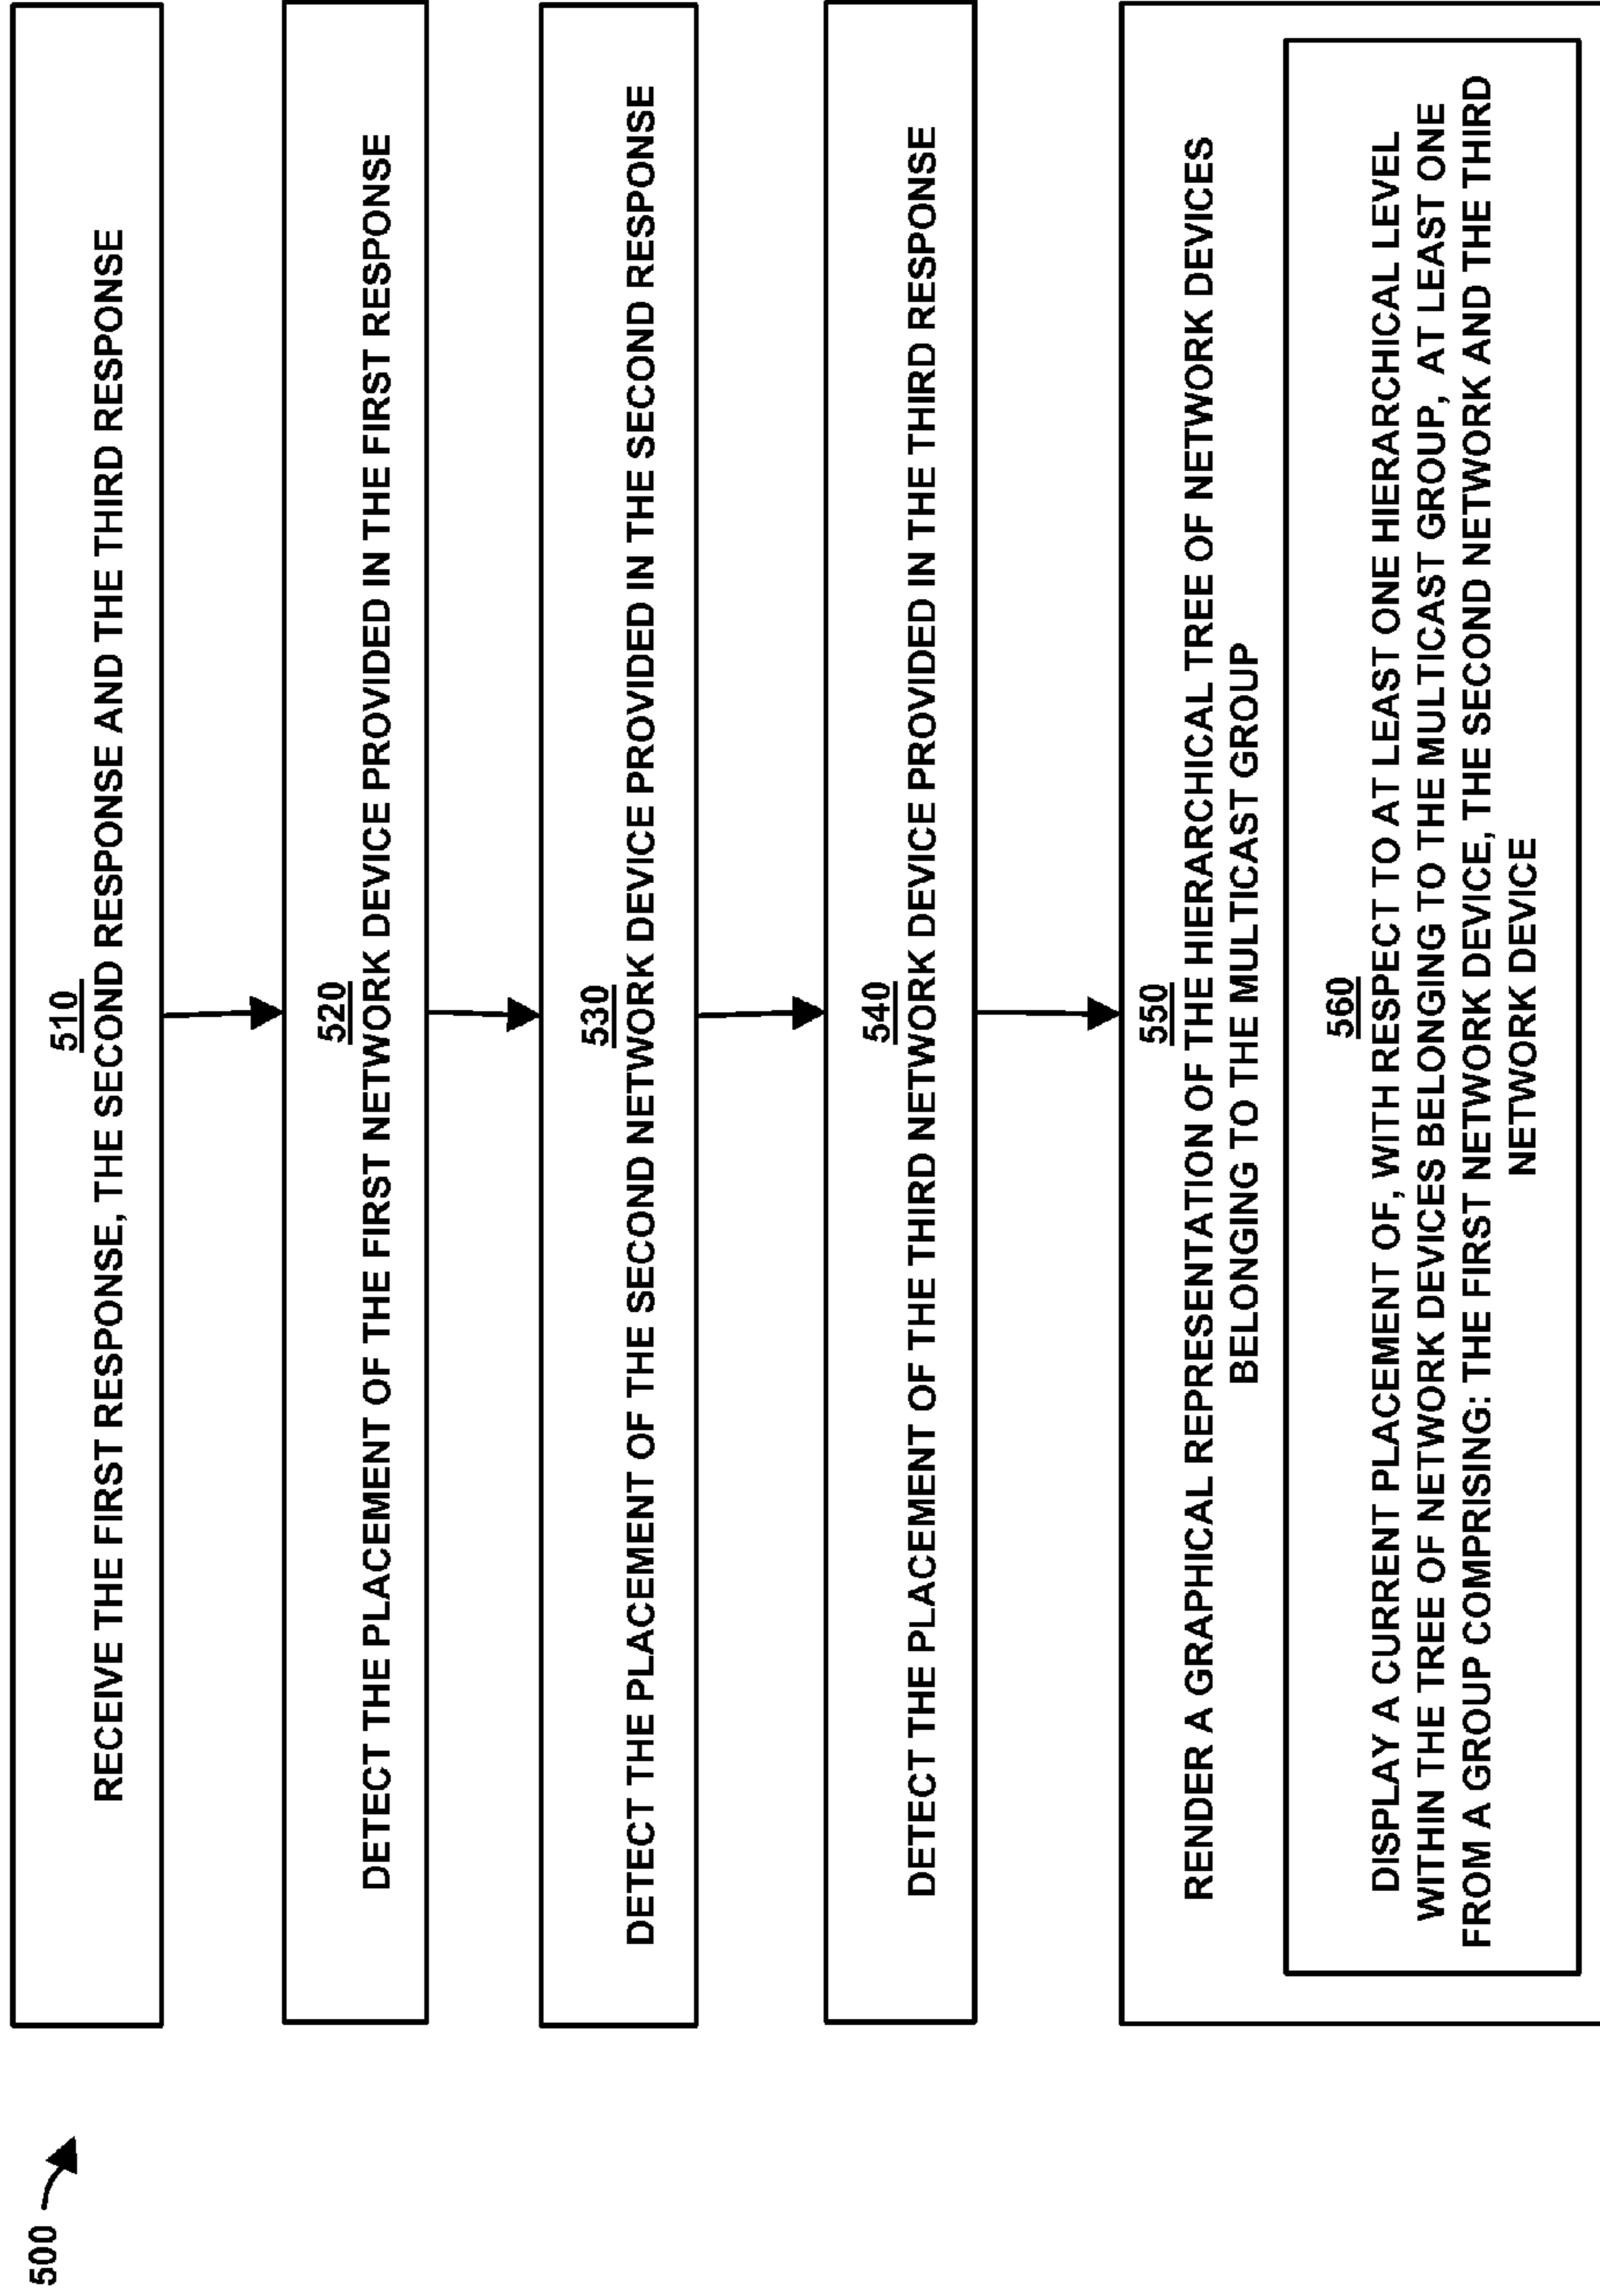 500
510
RECEIVE THE FIRST RESPONSE, THE SECOND RESPONSE AND THE THIRD RESPONSE
520
DETECT THE PLACEMENT OF THE FIRST NETWORK DEVICE PROVIDED IN THE FIRST RESPONSE
530
DETECT THE PLACEMENT OF THE SECOND NETWORK DEVICE PROVIDED IN THE SECOND RESPONSE
540
DETECT THE PLACEMENT OF THE THIRD NETWORK DEVICE PROVIDED IN THE THIRD RESPONSE
550
RENDER A GRAPHICAL REPRESENTATION OF THE HIERARCHICAL TREE OF NETWORK DEVICES
BELONGING TO THE MULTICAST GROUP
560
DISPLAY A CURRENT PLACEMENT OF, WITH RESPECT TO AT LEAST ONE HIERARCHICAL LEVEL
WITHIN THE TREE OF NETWORK DEVICES BELONGING TO THE MULTICAST GROUP, AT LEAST ONE
FROM A GROUP COMPRISING: THE FIRST NETWORK DEVICE, THE SECOND NETWORK AND THE THIRD
NETWORK DEVICE